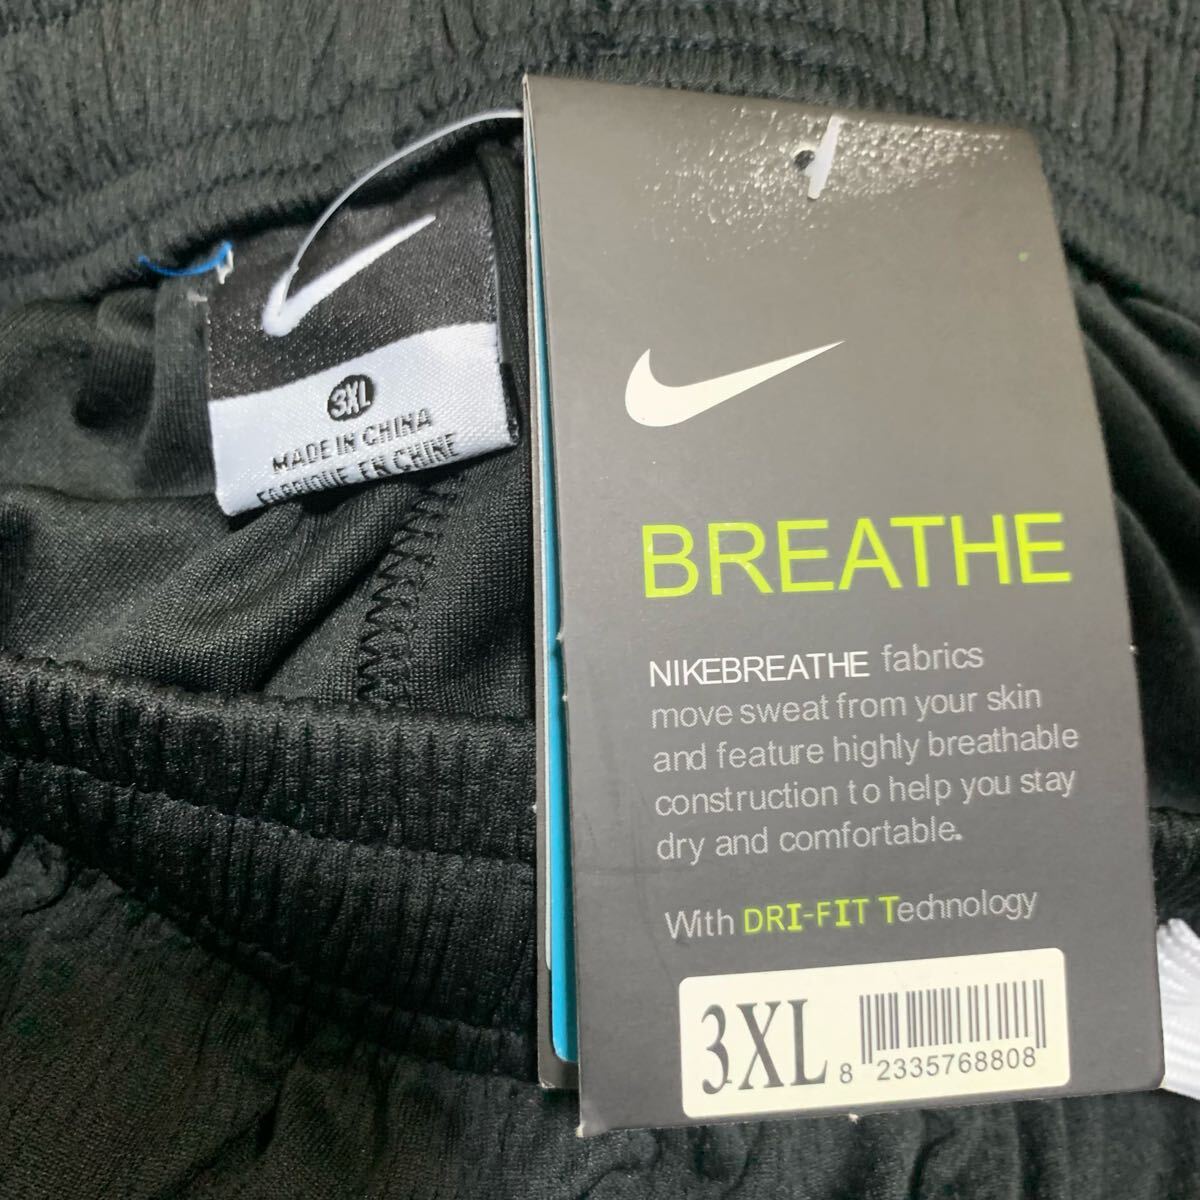 3XL
MADE IN CHINA
FABRIQUE EN CHINE
BREATHE
NIKEBREATHE fabrics
move sweat from your skin
and feature highly breathable
construction to help you stay
dry and comfortable.
With DRI-FIT Technology
3XL
8 2335768808